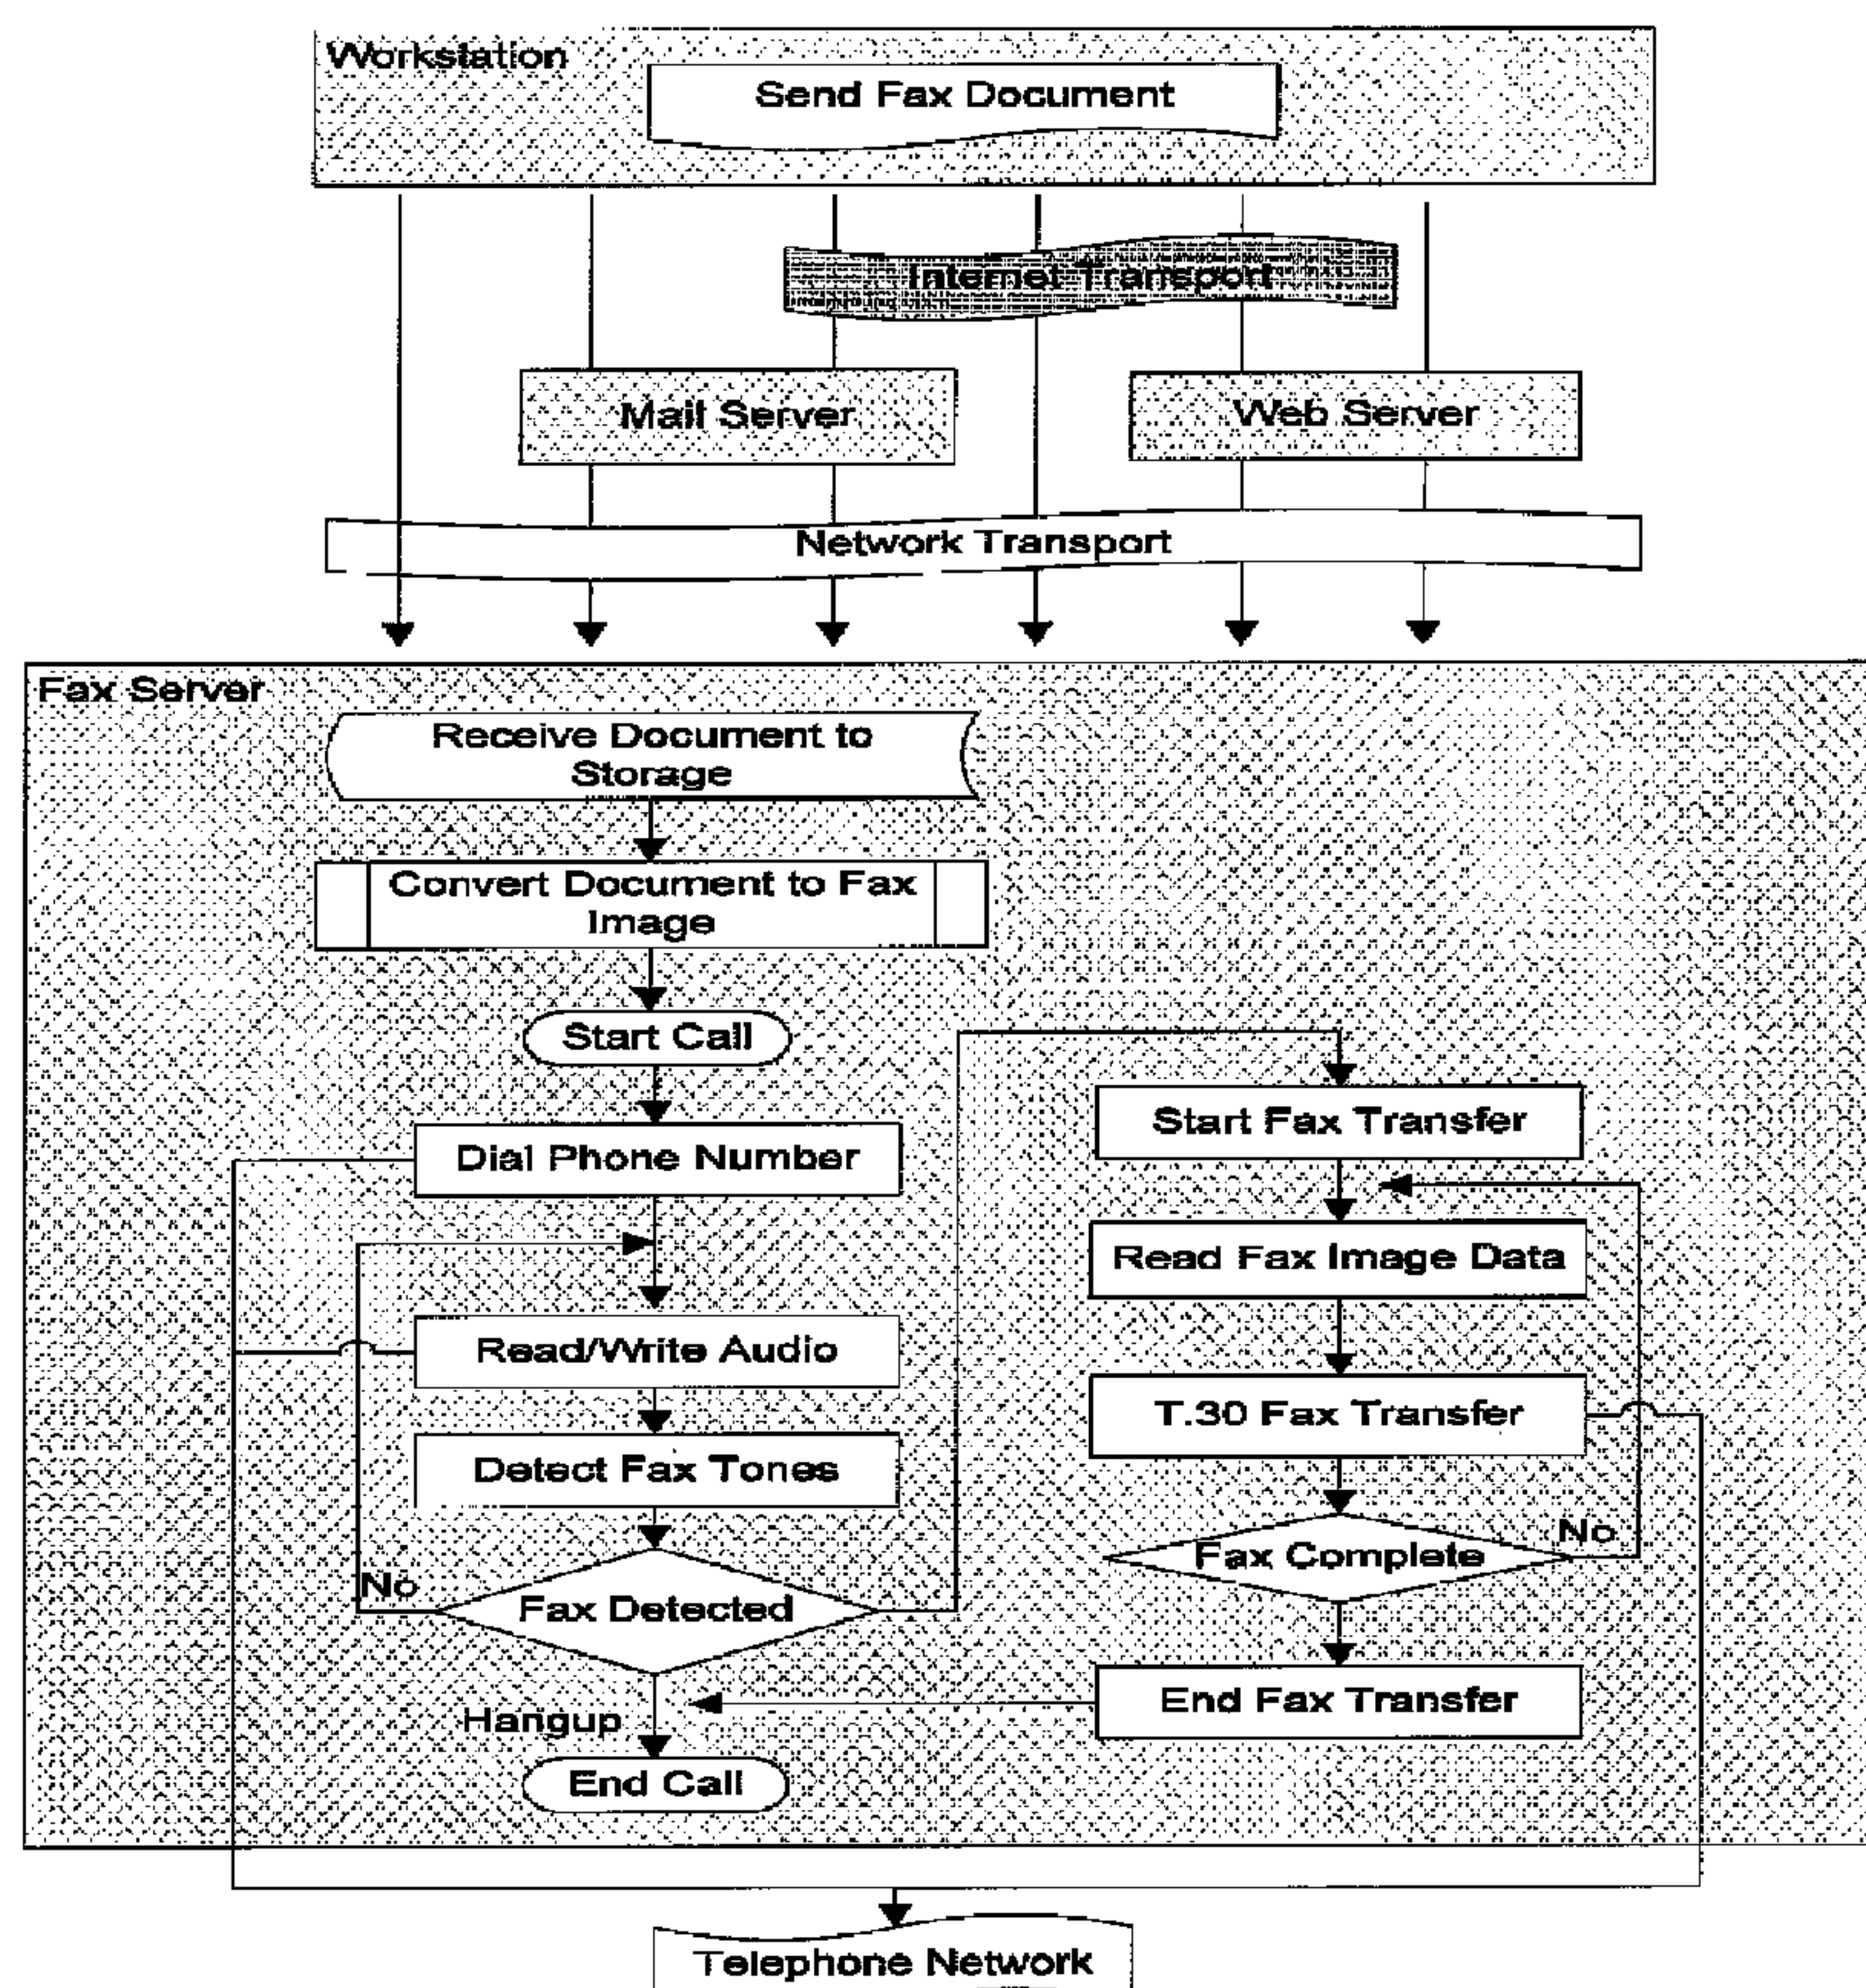 Workstation
Send Fax Document
Internet Transport
Mail Server
Web Server
Network Transport
Fax Server
Receive Document to
Storage
Convert Document to Fax
Image
Start Call
Dial Phone Number
Read/Write Audio
Detect Fax Tones
No
Fax Detected
Hangup
End Call
Start Fax Transfer
Read Fax Image Data
T.30 Fax Transfer
No
Fax Complete
End Fax Transfer
Telephone Network